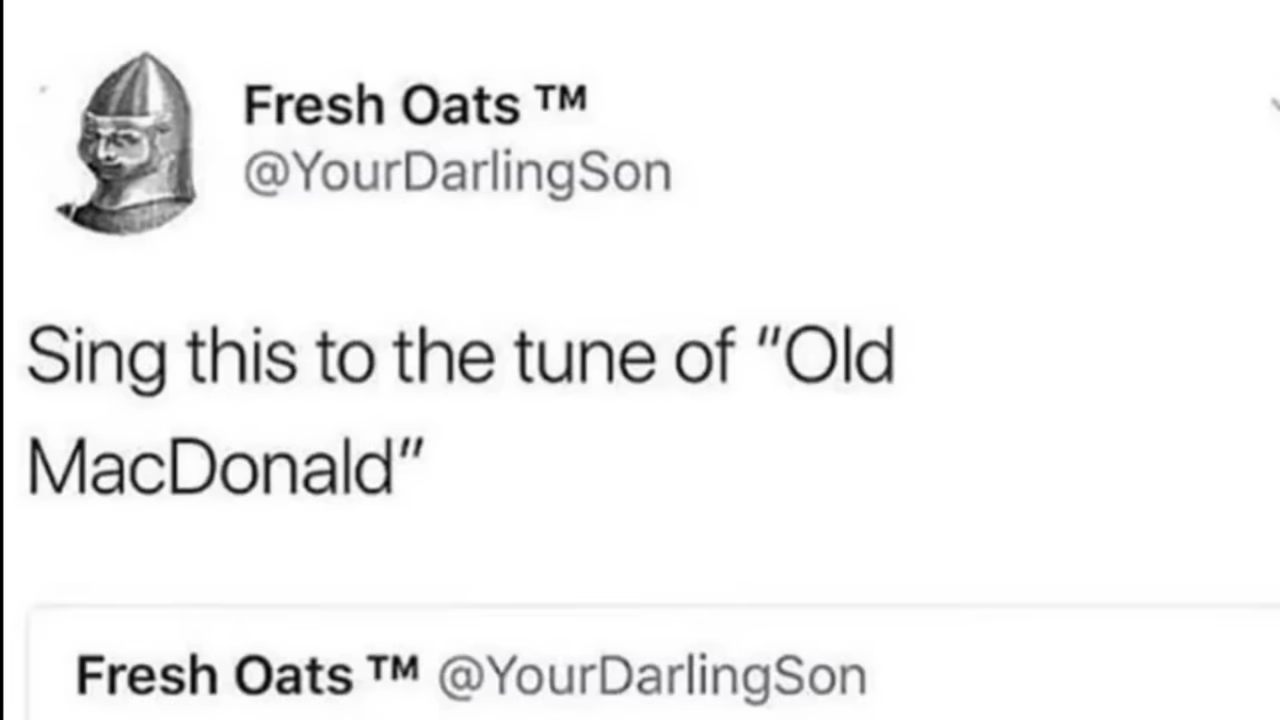 Fresh Oats ™
@YourDarlingSon
Sing this to the tune of "Old
MacDonald"
Fresh Oats ™ @YourDarlingSon